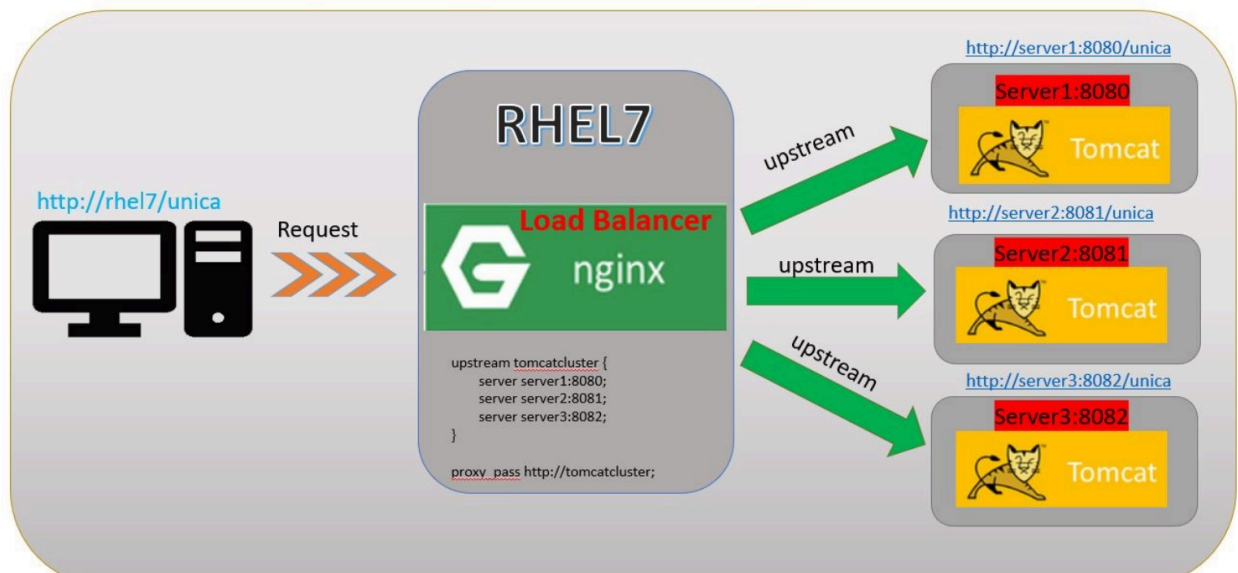 http://rhel7/unica
Request
RHEL7
Load Balancer
nginx
upstream tomcatcluster {
server server1:8080;
server server2:8081;
server server3:8082;
}
proxy_pass http://tomcatcluster;
upstream
upstream
upstream
http://server1:8080/unica
Server1:8080
Tomcat
http://server2:8081/unica
Server2:8081
Tomcat
http://server3:8082/unica
Server3:8082
Tomcat